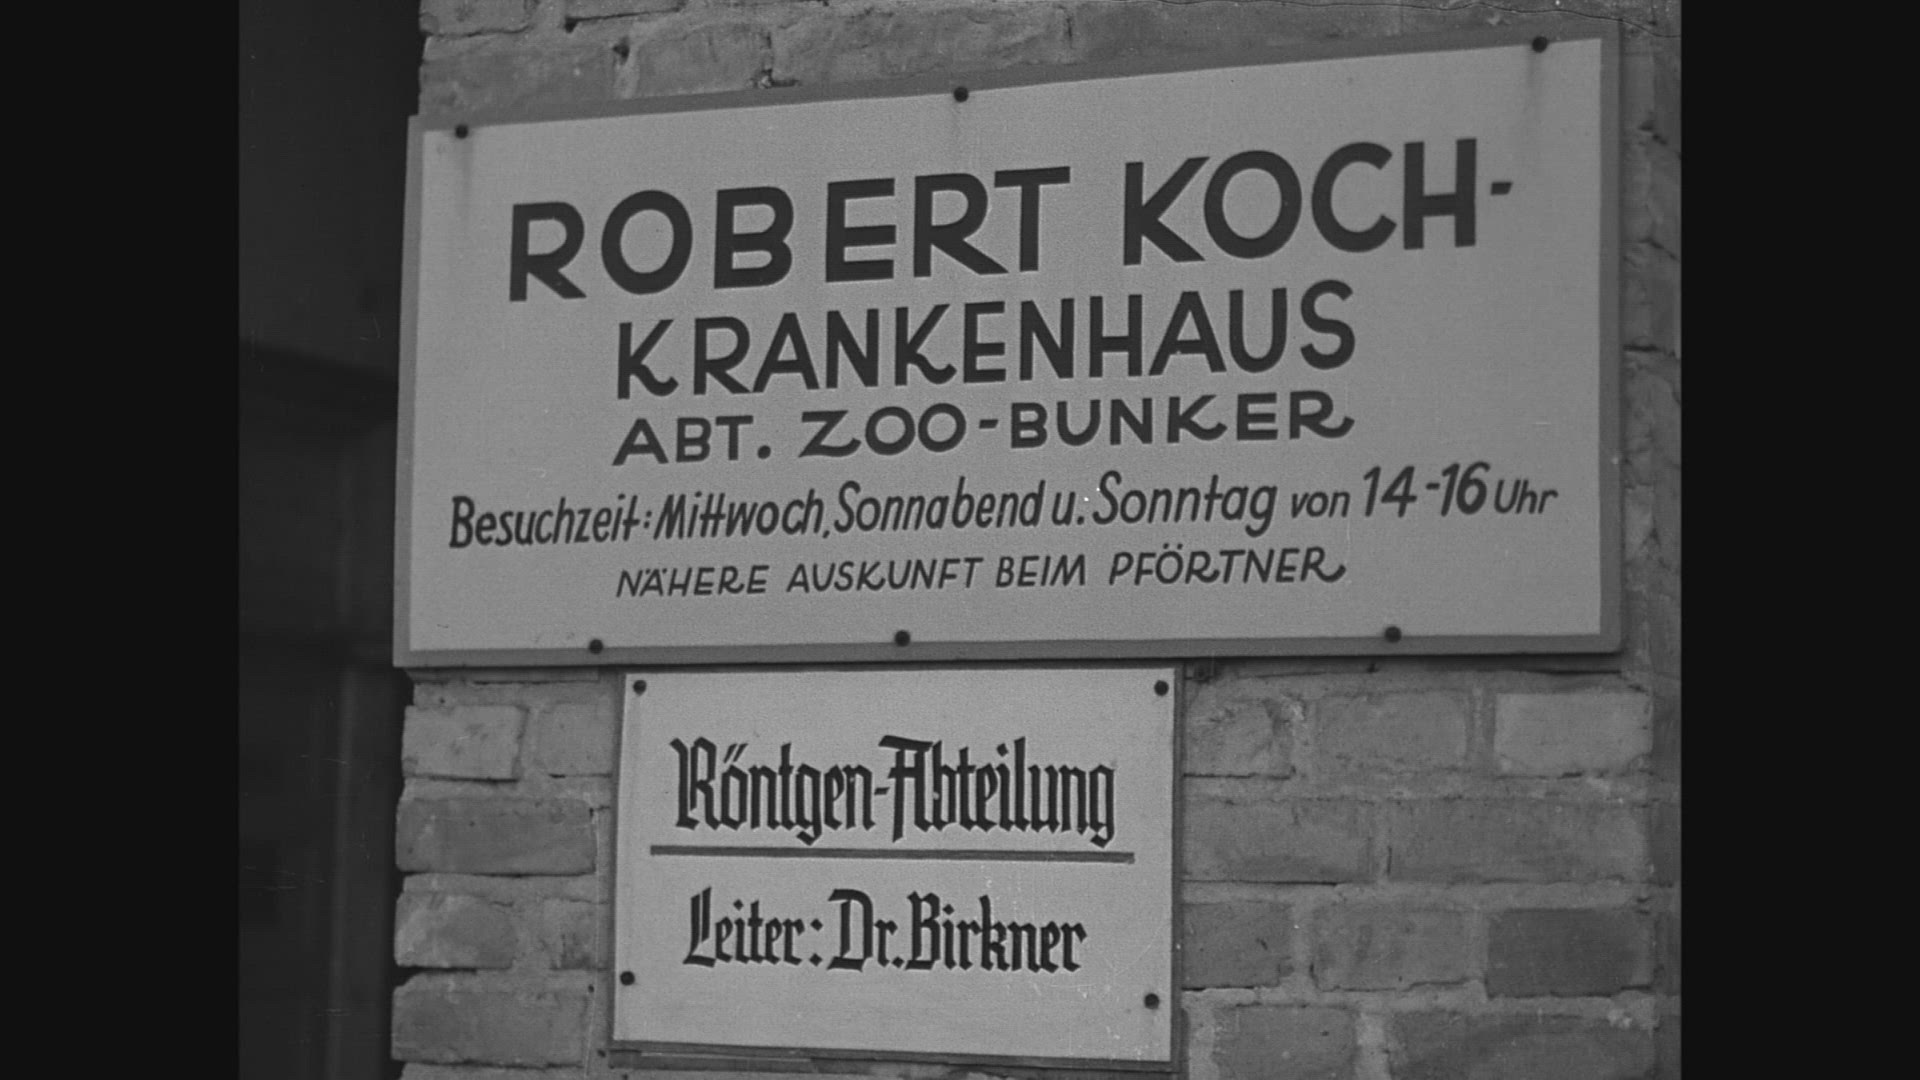 ROBERT KOCH-
KRANKENHAUS
ABT. ZOO-BUNKER
Besuchzeit: Mittwoch, Sonnabend u. Sonntag von 14-16 Uhr
NÄHERE AUSKUNFT BEIM PFÖRTNER
Röntgen-Abteilung
Leiter: Dr. Birkner